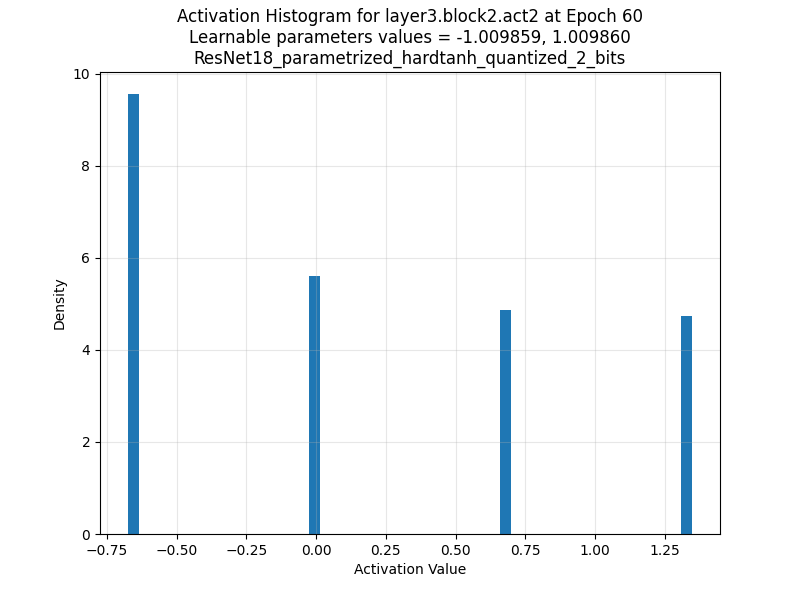 Activation Histogram for layer3.block2.act2 at Epoch 60
Learnable parameters values = -1.009859, 1.009860
ResNet18_parametrized_hardtanh_quantized_2_bits
10
8
6
4
2
0
Density
−0.75 −0.50 −0.25 0.00 0.25 0.50 0.75 1.00 1.25
Activation Value